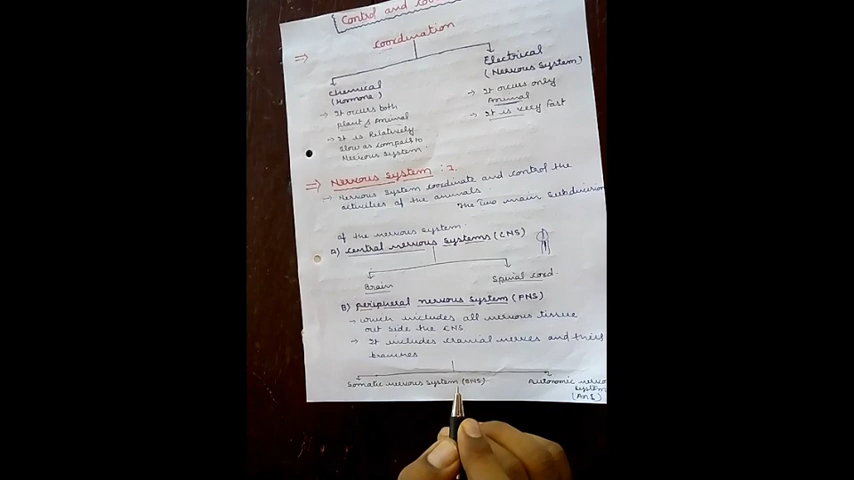 Control and
coordination
Electrical
(Nervous System)
Chemical
(Hormone)
→ It occurs only
Animal
→ It is very fast
→ It occurs both
plant & Animal
→ It is Relatively
slow as compare to
Nervous System.
⇒ Nervous System :-
→ Nervous System coordinate and control the
activities of the animals.
The Two main Subdivision
of the nervous system.
A) central nervous systems (CNS)
Brain
Spinal cord
B) Peripheral nervous system (PNS)
→ which includes all nervous tissue
out side the CNS
→ It includes cranial nerves and their
branches
Somatic nervous system (SNS)
Autonomic nervo
system
(ANS)